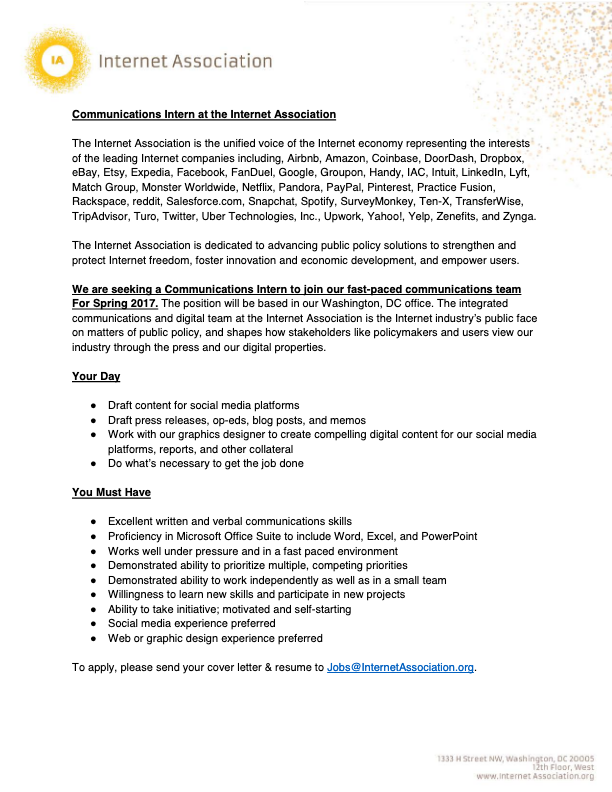 IA
Internet Association
Communications Intern at the Internet Association
The Internet Association is the unified voice of the Internet economy representing the interests
of the leading Internet companies including, Airbnb, Amazon, Coinbase, DoorDash, Dropbox,
eBay, Etsy, Expedia, Facebook, FanDuel, Google, Groupon, Handy, IAC, Intuit, LinkedIn, Lyft,
Match Group, Monster Worldwide, Netflix, Pandora, PayPal, Pinterest, Practice Fusion,
Rackspace, reddit, Salesforce.com, Snapchat, Spotify, SurveyMonkey, Ten-X, TransferWise,
TripAdvisor, Turo, Twitter, Uber Technologies, Inc., Upwork, Yahoo!, Yelp, Zenefits, and Zynga.
The Internet Association is dedicated to advancing public policy solutions to strengthen and
protect Internet freedom, foster innovation and economic development, and empower users.
We are seeking a Communications Intern to join our fast-paced communications team
For Spring 2017. The position will be based in our Washington, DC office. The integrated
communications and digital team at the Internet Association is the Internet industry's public face
on matters of public policy, and shapes how stakeholders like policymakers and users view our
industry through the press and our digital properties.
Your Day
● Draft content for social media platforms
● Draft press releases, op-eds, blog posts, and memos
● Work with our graphics designer to create compelling digital content for our social media
platforms, reports, and other collateral
● Do what's necessary to get the job done
You Must Have
● Excellent written and verbal communications skills
● Proficiency in Microsoft Office Suite to include Word, Excel, and PowerPoint
● Works well under pressure and in a fast paced environment
● Demonstrated ability to prioritize multiple, competing priorities
● Demonstrated ability to work independently as well as in a small team
● Willingness to learn new skills and participate in new projects
● Ability to take initiative; motivated and self-starting
● Social media experience preferred
● Web or graphic design experience preferred
To apply, please send your cover letter & resume to Jobs@InternetAssociation.org.
1333 H Street NW, Washington, DC 20005
12th Floor, West
www.InternetAssociation.org